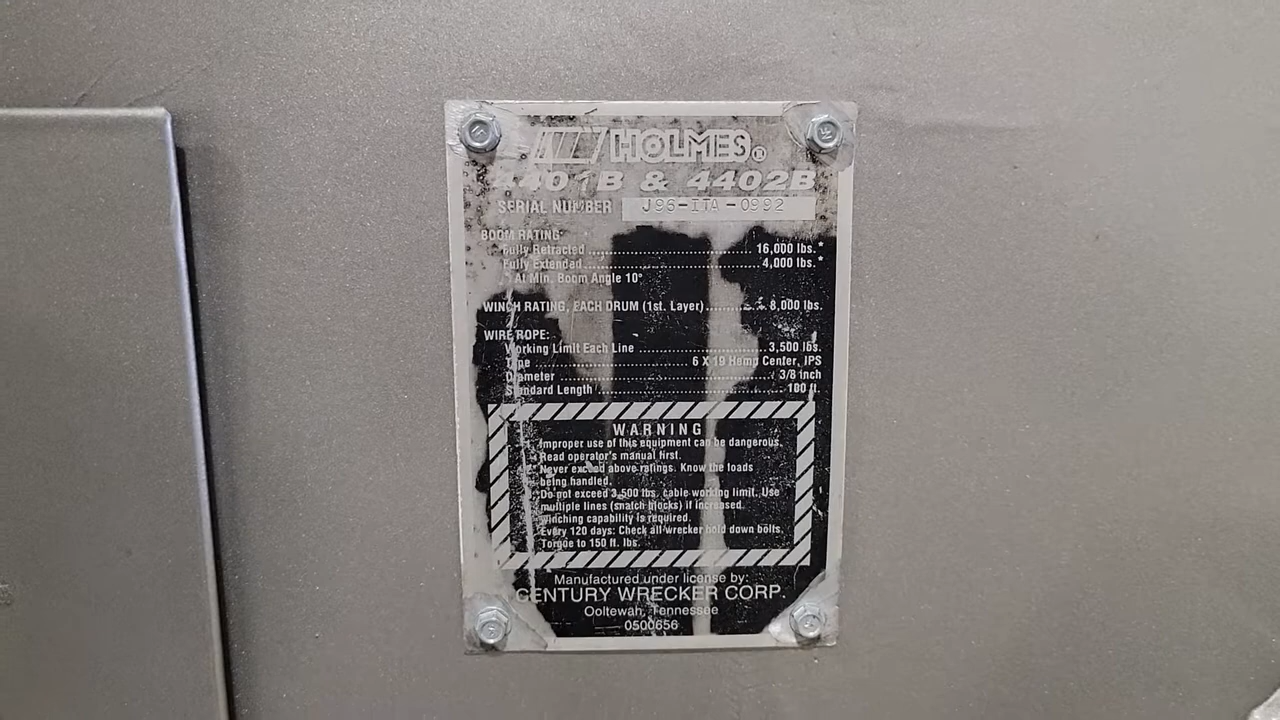 HOLMES®
4401B & 4402B
SERIAL NUMBER J96-ITA-0992
BOOM RATING:
Fully Retracted 16,000 lbs.*
Fully Extended 4,000 lbs.*
* At Min. Boom Angle 10°
WINCH RATING, EACH DRUM (1st. Layer) 8,000 lbs.
WIRE ROPE:
Working Limit Each Line 3,500 lbs.
Type 6 X 19 Hemp Center, IPS
Diameter 3/8 inch
Standard Length 100 ft.
WARNING
Improper use of this equipment can be dangerous.
Read operator's manual first.
Never exceed above ratings. Know the loads
being handled.
Do not exceed 3,500 lbs. cable working limit. Use
multiple lines (snatch blocks) if increased.
winching capability is required.
Every 120 days: Check all wrecker hold down bolts.
Torque to 150 ft. lbs.
Manufactured under license by:
CENTURY WRECKER CORP.
Ooltewah, Tennessee
0500656